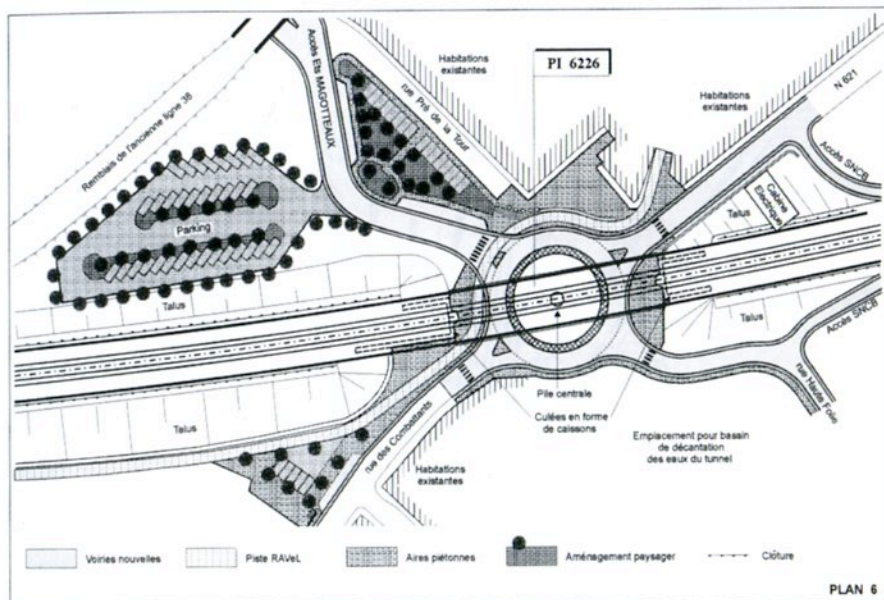 Accès Ets MAGOTTEAUX
Remblais de l'ancienne ligne 38
rue Pré de la Tour
Habitations
existantes
PI 6226
Habitations
existantes
N 821
Accès SNCB
Cabine
Electrique
Talus
Parking
Talus
Talus
Accès SNCB
rue Haute Folie
Talus
Pile centrale
Culées en forme
de caissons
Emplacement pour bassin
de décantation
des eaux du tunnel
rue des Combattants
Habitations
existantes
Voiries nouvelles
Piste RAVeL
Aires piétonnes
Aménagement paysager
Clôture
PLAN 6